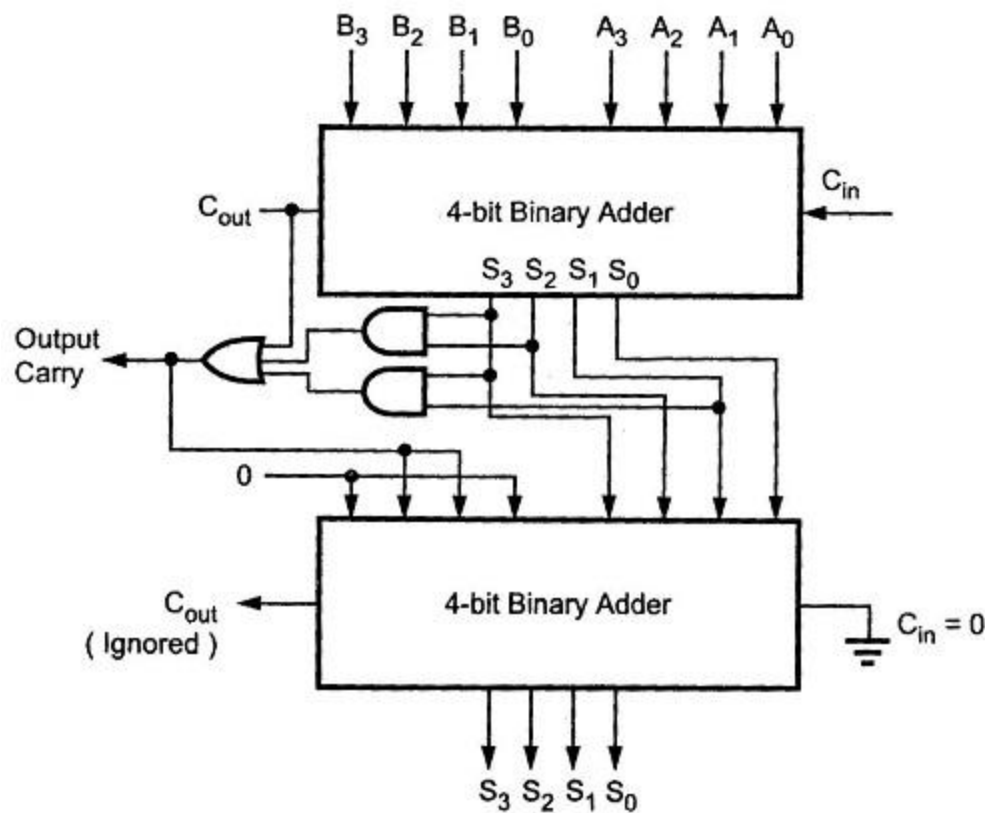 B3 B2 B1 B0 A3 A2 A1 A0
Cout
4-bit Binary Adder
Cin
S3 S2 S1 S0
Output
Carry
0
Cout
( Ignored )
4-bit Binary Adder
Cin = 0
S3 S2 S1 S0